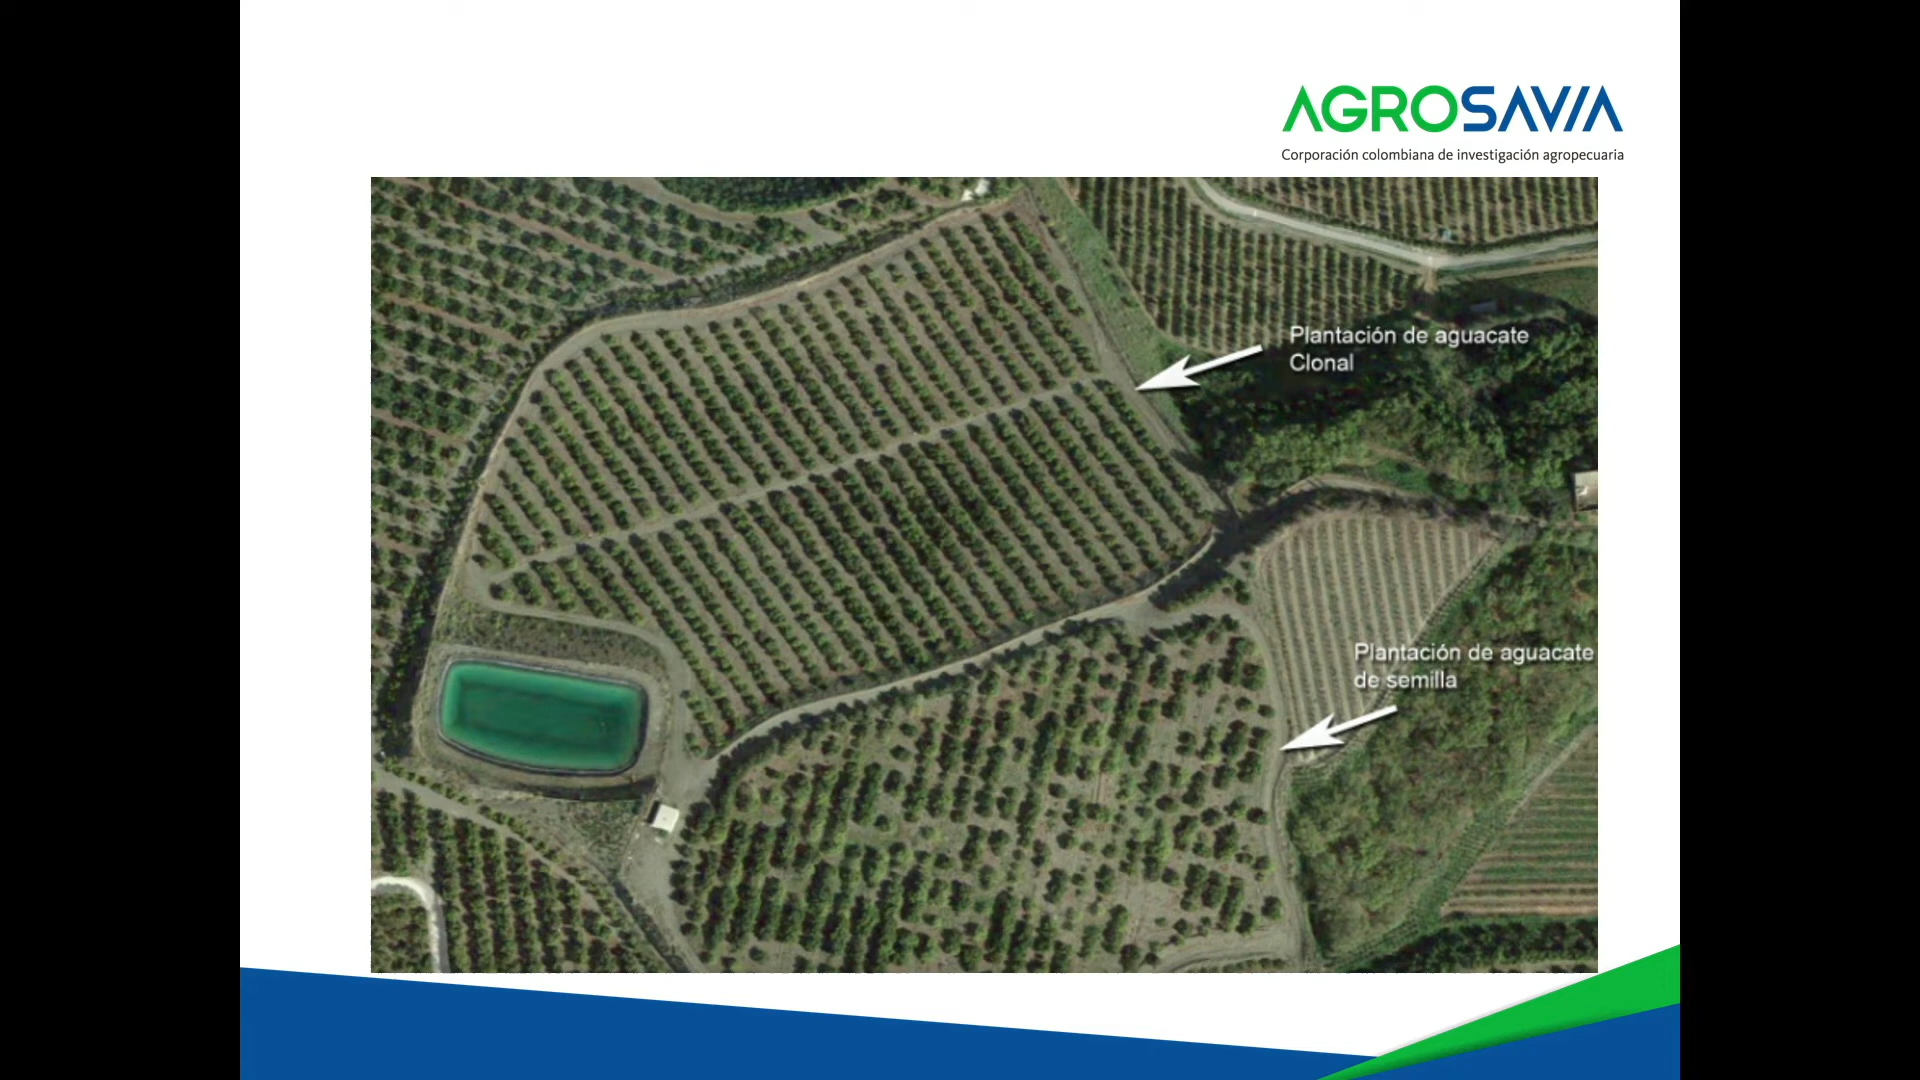 AGROSAVIA
Corporación colombiana de investigación agropecuaria
Plantación de aguacate
Clonal
Plantación de aguacate
de semilla